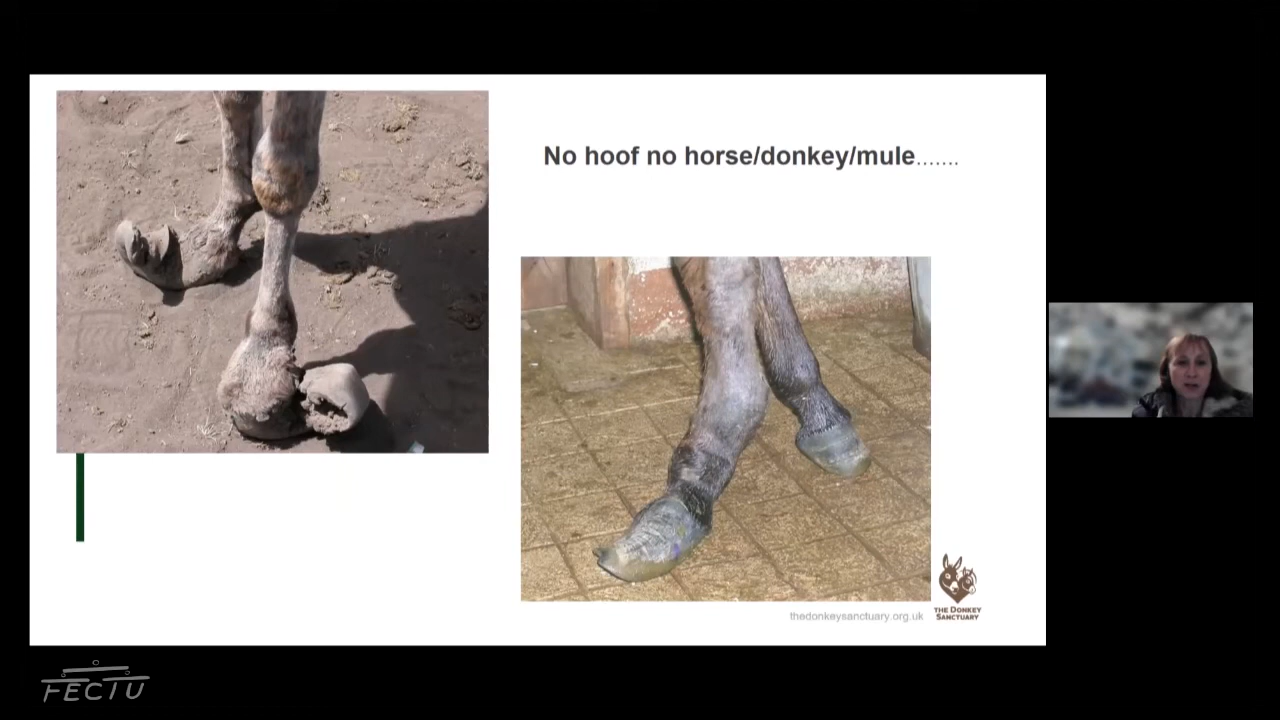 No hoof no horse/donkey/mule.......
thedonkeysanctuary.org.uk
THE DONKEY
SANCTUARY
FECTU